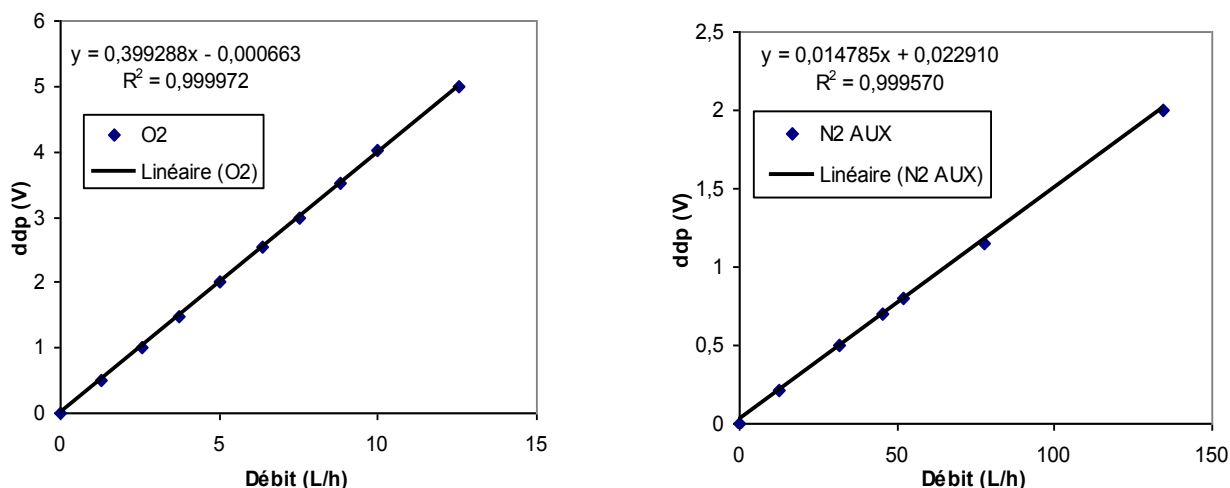 y = 0,399288x - 0,000663
R² = 0,999972
O2
Linéaire (O2)
6
5
4
3
2
1
0
0 5 10 15
ddp (V)
Débit (L/h)
y = 0,014785x + 0,022910
R² = 0,999570
N2 AUX
Linéaire (N2 AUX)
2,5
2
1,5
1
0,5
0
0 50 100 150
ddp (V)
Débit (L/h)